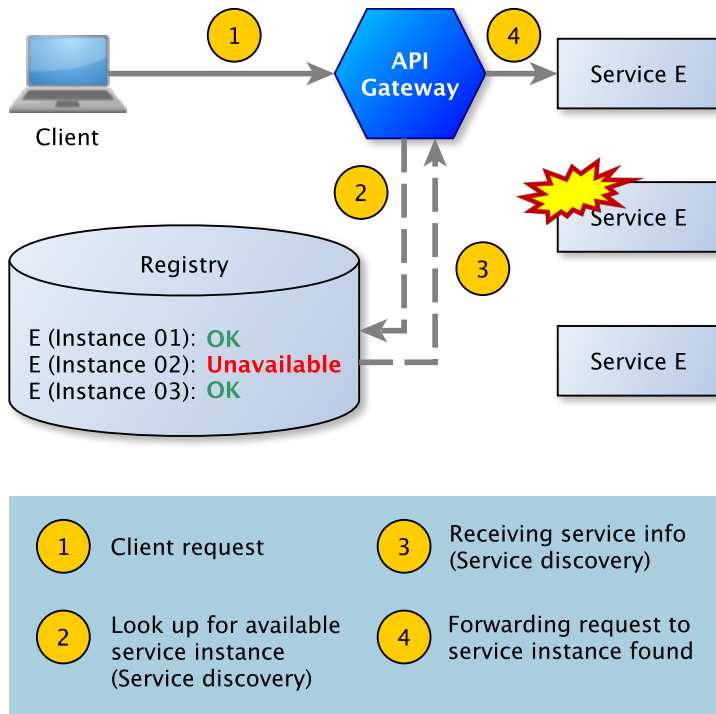 1
4
API
Gateway
Service E
Client
2
Service E
3
Registry
E (Instance 01): OK
E (Instance 02): Unavailable
E (Instance 03): OK
Service E
1
Client request
3
Receiving service info
(Service discovery)
2
Look up for available
service instance
(Service discovery)
4
Forwarding request to
service instance found